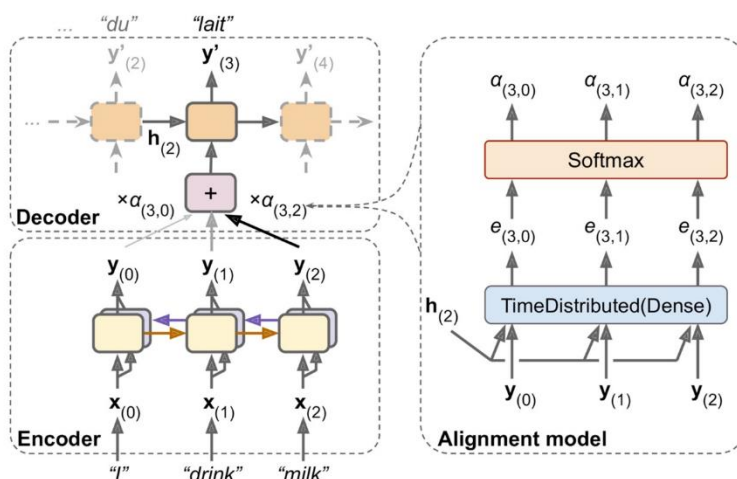 ... "du" "lait"
y'(2) y'(3) y'(4)
...
h(2)
+
×α(3,0) ×α(3,2)
Decoder
y(0) y(1) y(2)
x(0) x(1) x(2)
Encoder
"I" "drink" "milk"
α(3,0) α(3,1) α(3,2)
Softmax
e(3,0) e(3,1) e(3,2)
TimeDistributed(Dense)
h(2)
y(0) y(1) y(2)
Alignment model